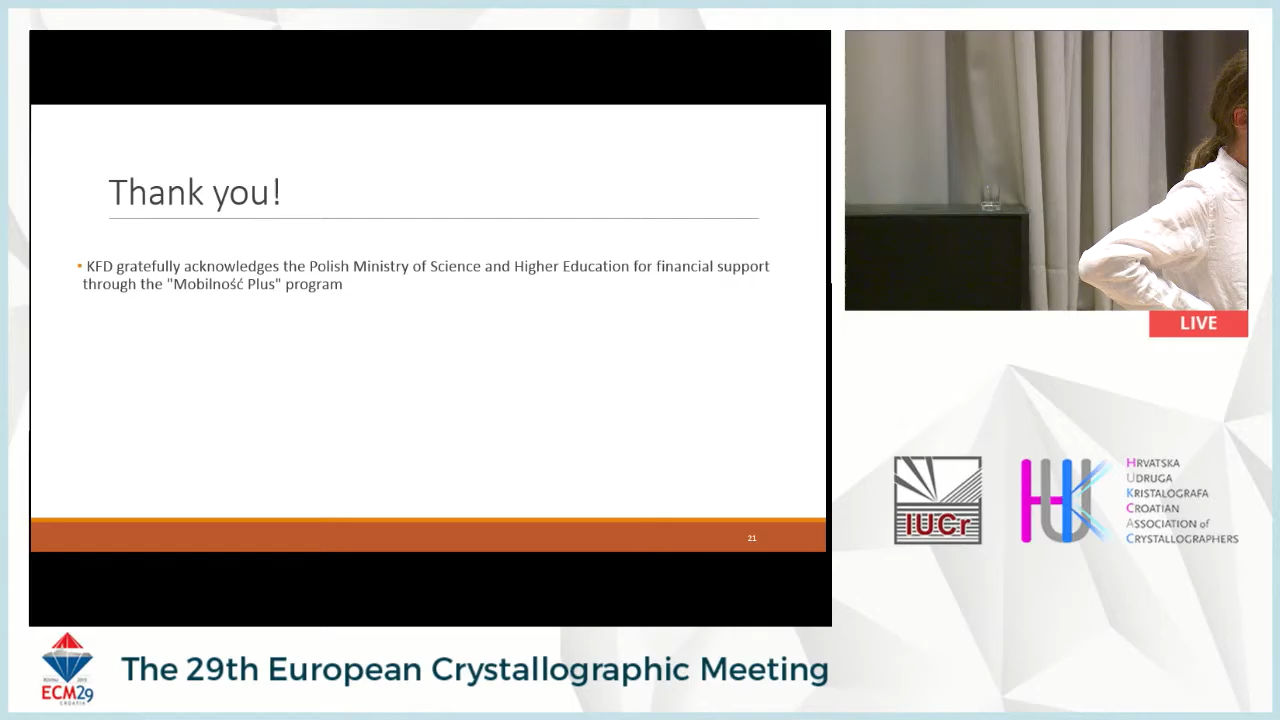 Thank you!
• KFD gratefully acknowledges the Polish Ministry of Science and Higher Education for financial support
through the "Mobilność Plus" program
21
LIVE
IUCr
HRVATSKA
UDRUGA
KRISTALOGRAFA
CROATIAN
ASSOCIATION of
CRYSTALLOGRAPHERS
ECM29
CROATIA
The 29th European Crystallographic Meeting